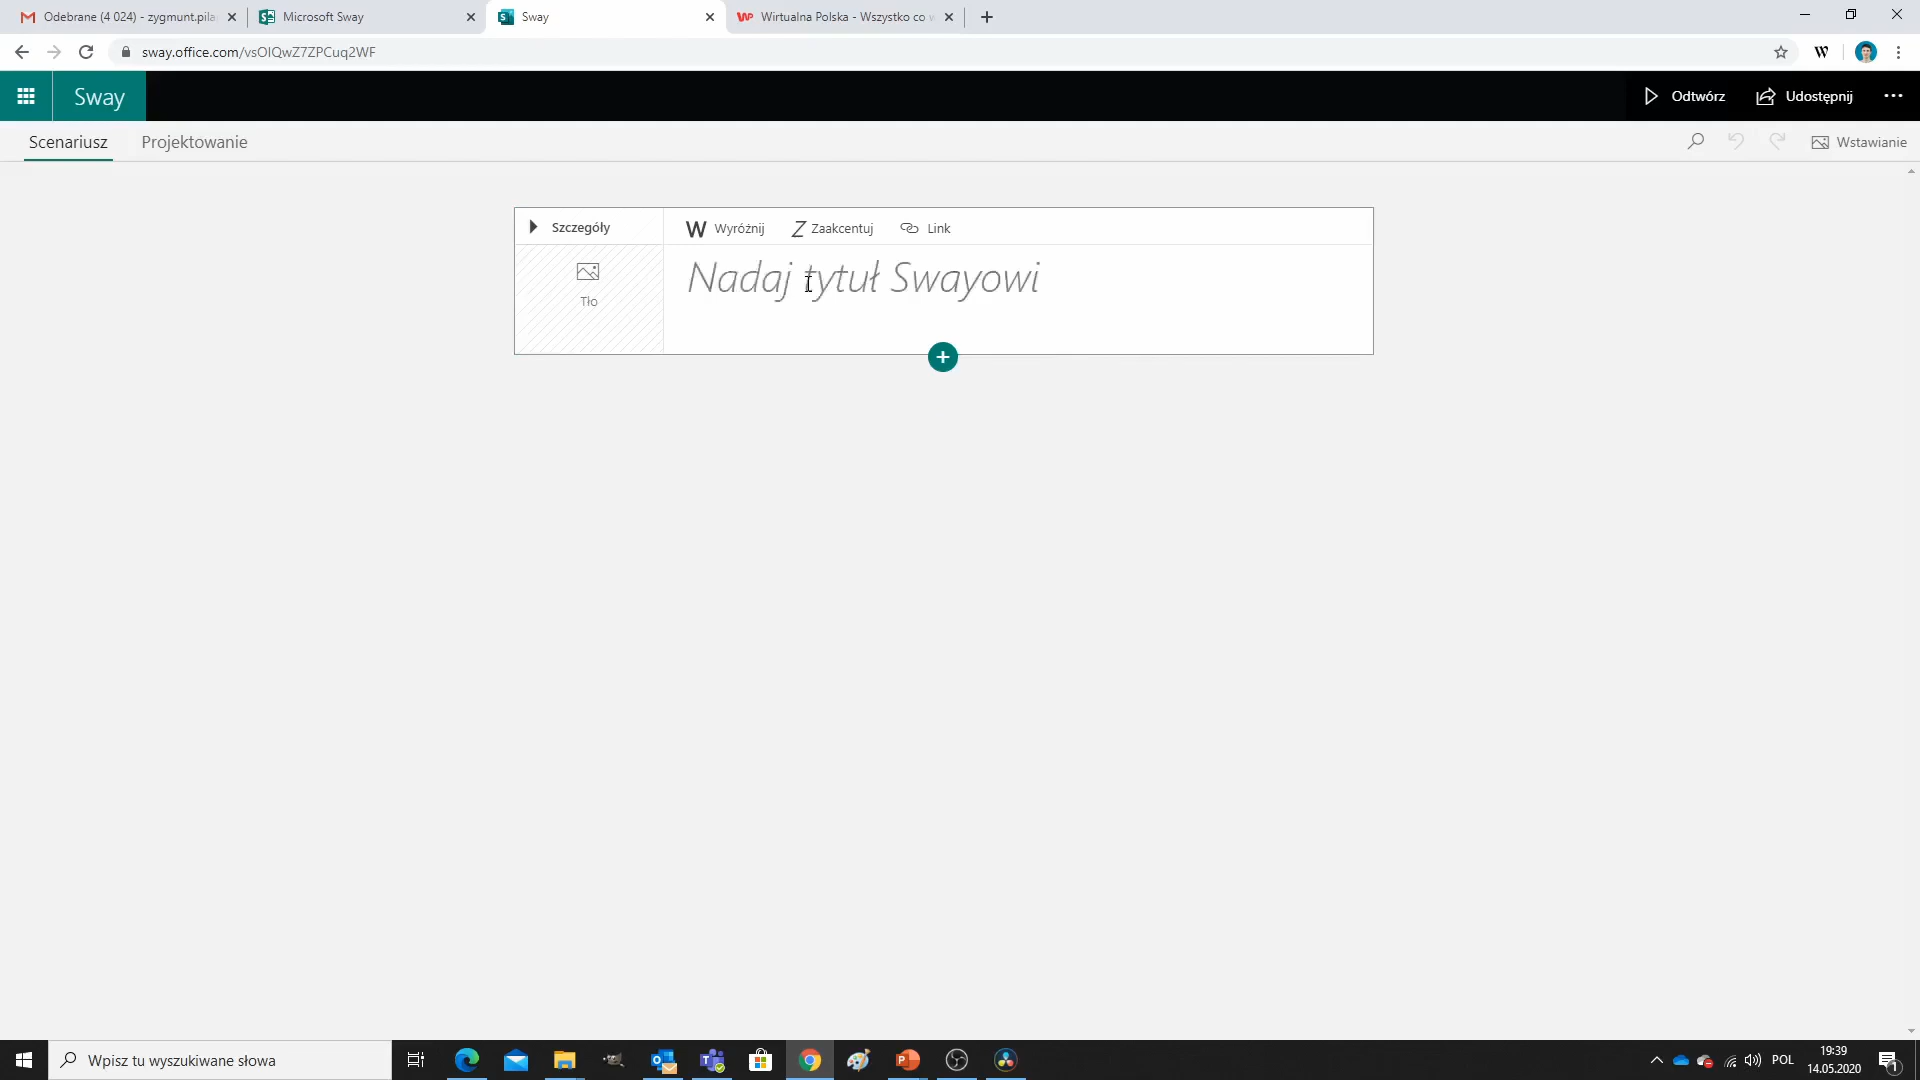 Odebrane (4 024) - zygmunt.pila
Microsoft Sway
Sway
Wirtualna Polska - Wszystko co w
sway.office.com/vsOIQwZ7ZPCuq2WF
W
Sway
Odtwórz
Udostępnij
Scenariusz
Projektowanie
Wstawianie
Szczegóły
W Wyróżnij
Z Zaakcentuj
Link
Nadaj tytuł Swayowi
Tło
Wpisz tu wyszukiwane słowa
POL
19:39
14.05.2020
1